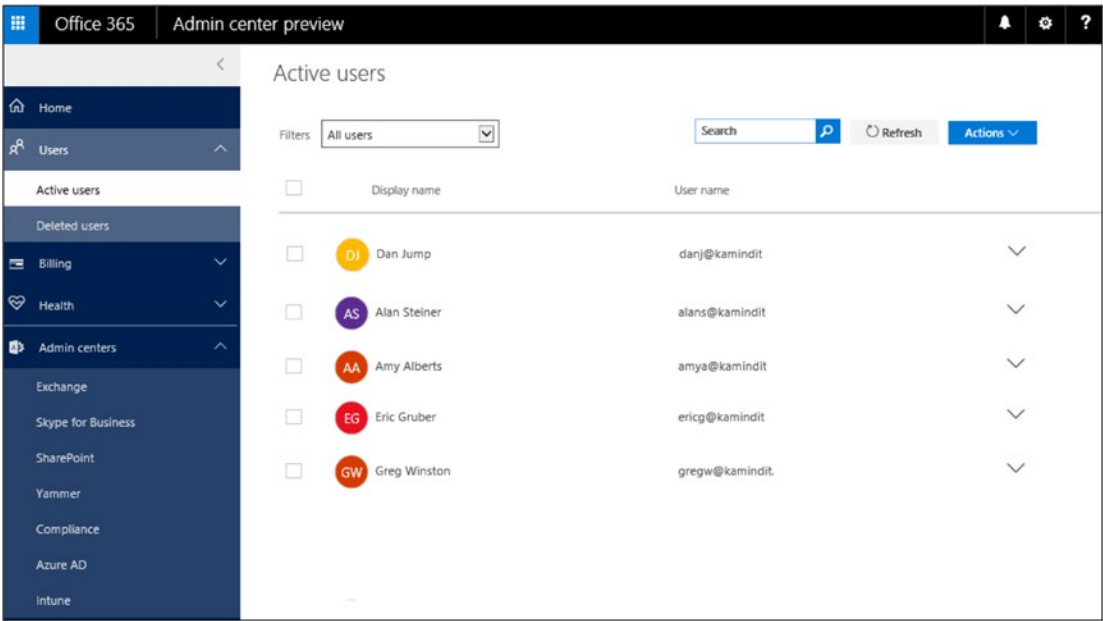 Office 365 Admin center preview ?
Home
Users
Active users
Deleted users
Billing
Health
Admin centers
Exchange
Skype for Business
SharePoint
Yammer
Compliance
Azure AD
Intune
Active users
Filters All users Search Refresh Actions
Display name User name
DJ Dan Jump danj@kamindit
AS Alan Steiner alans@kamindit
AA Amy Alberts amya@kamindit
EG Eric Gruber ericg@kamindit
GW Greg Winston gregw@kamindit.